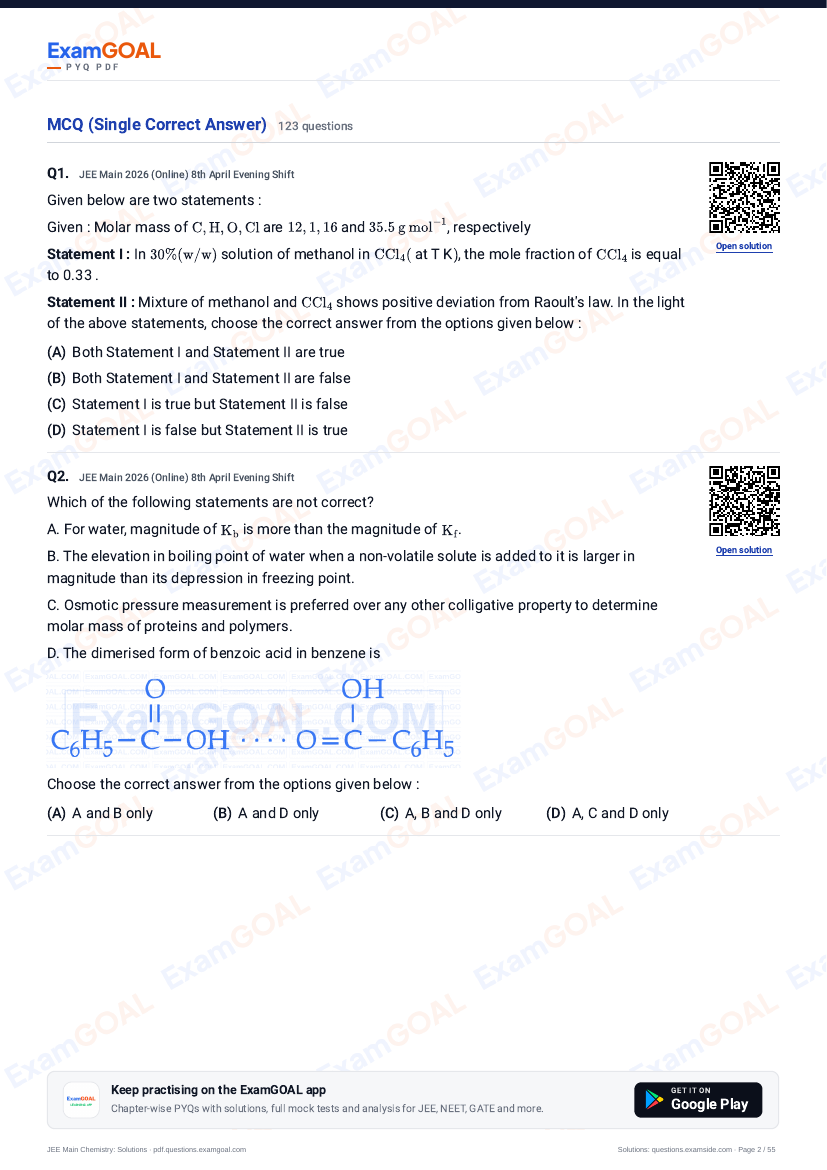 ExamGOAL
PYQ PDF
MCQ (Single Correct Answer) 123 questions
Q1. JEE Main 2026 (Online) 8th April Evening Shift
Given below are two statements :
Given : Molar mass of C, H, O, Cl are 12, 1, 16 and 35.5 g mol⁻¹, respectively
Open solution
Statement I : In 30%(w/w) solution of methanol in CCl₄( at T K), the mole fraction of CCl₄ is equal
to 0.33 .
Statement II : Mixture of methanol and CCl₄ shows positive deviation from Raoult's law. In the light
of the above statements, choose the correct answer from the options given below :
(A) Both Statement I and Statement II are true
(B) Both Statement I and Statement II are false
(C) Statement I is true but Statement II is false
(D) Statement I is false but Statement II is true
Q2. JEE Main 2026 (Online) 8th April Evening Shift
Which of the following statements are not correct?
A. For water, magnitude of K_b is more than the magnitude of K_f.
Open solution
B. The elevation in boiling point of water when a non-volatile solute is added to it is larger in
magnitude than its depression in freezing point.
C. Osmotic pressure measurement is preferred over any other colligative property to determine
molar mass of proteins and polymers.
D. The dimerised form of benzoic acid in benzene is
O OH
C₆H₅–C–OH ···· O=C–C₆H₅
ExamGOAL.COM
Choose the correct answer from the options given below :
(A) A and B only (B) A and D only (C) A, B and D only (D) A, C and D only
Keep practising on the ExamGOAL app
Chapter-wise PYQs with solutions, full mock tests and analysis for JEE, NEET, GATE and more.
GET IT ON
Google Play
JEE Main Chemistry: Solutions · pdf.questions.examgoal.com Solutions: questions.examside.com · Page 2 / 55